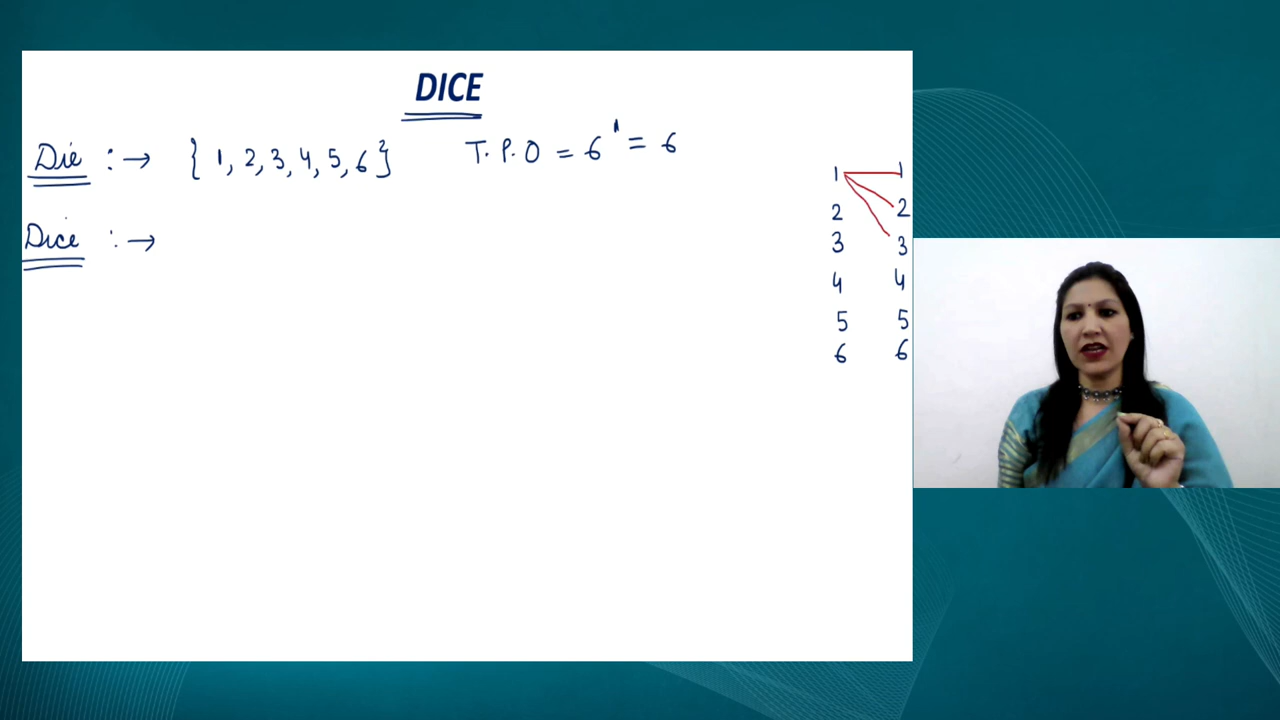 DICE
Die :→ { 1, 2, 3, 4, 5, 6 } T. P. O = 6¹ = 6
Dice :→
1 1
2 2
3 3
4 4
5 5
6 6